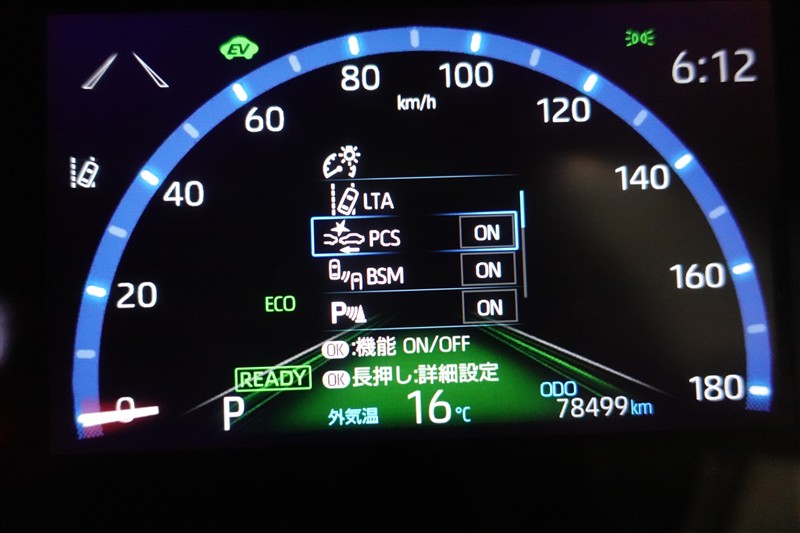 EV
6:12
80
100
km/h
60
120
40
140
LTA
PCS ON
BSM ON
P ON
20
160
ECO
OK:機能 ON/OFF
OK長押し:詳細設定
READY
0
P
外気温 16℃
ODO
78499km
180